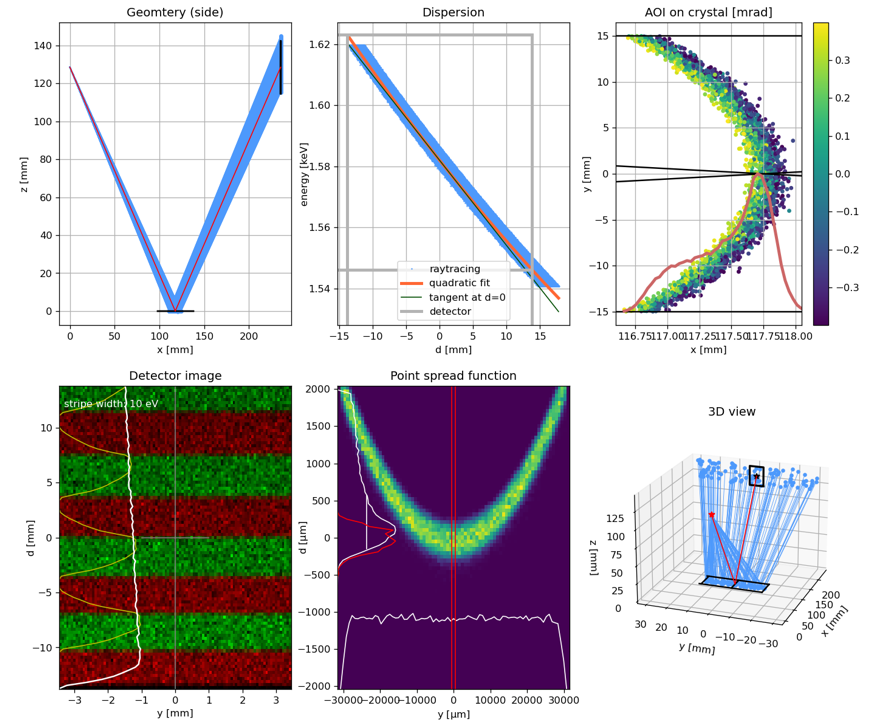 Geomtery (side)
z [mm]
140
120
100
80
60
40
20
0
0 50 100 150 200
x [mm]
Dispersion
energy [keV]
1.62
1.60
1.58
1.56
1.54
raytracing
quadratic fit
tangent at d=0
detector
−15 −10 −5 0 5 10 15
d [mm]
AOI on crystal [mrad]
y [mm]
15
10
5
0
−5
−10
−15
116.75 117.00 117.25 117.50 117.75 118.00
x [mm]
0.3
0.2
0.1
0.0
−0.1
−0.2
−0.3
Detector image
stripe width: 10 eV
d [mm]
10
5
0
−5
−10
−3 −2 −1 0 1 2 3
y [mm]
Point spread function
d [µm]
2000
1500
1000
500
0
−500
−1000
−1500
−2000
−30000 −20000 −10000 0 10000 20000 30000
y [µm]
3D view
z [mm]
125
100
75
50
25
0
30 20 10 0 −10 −20 −30
y [mm]
0 50 100 150 200
x [mm]